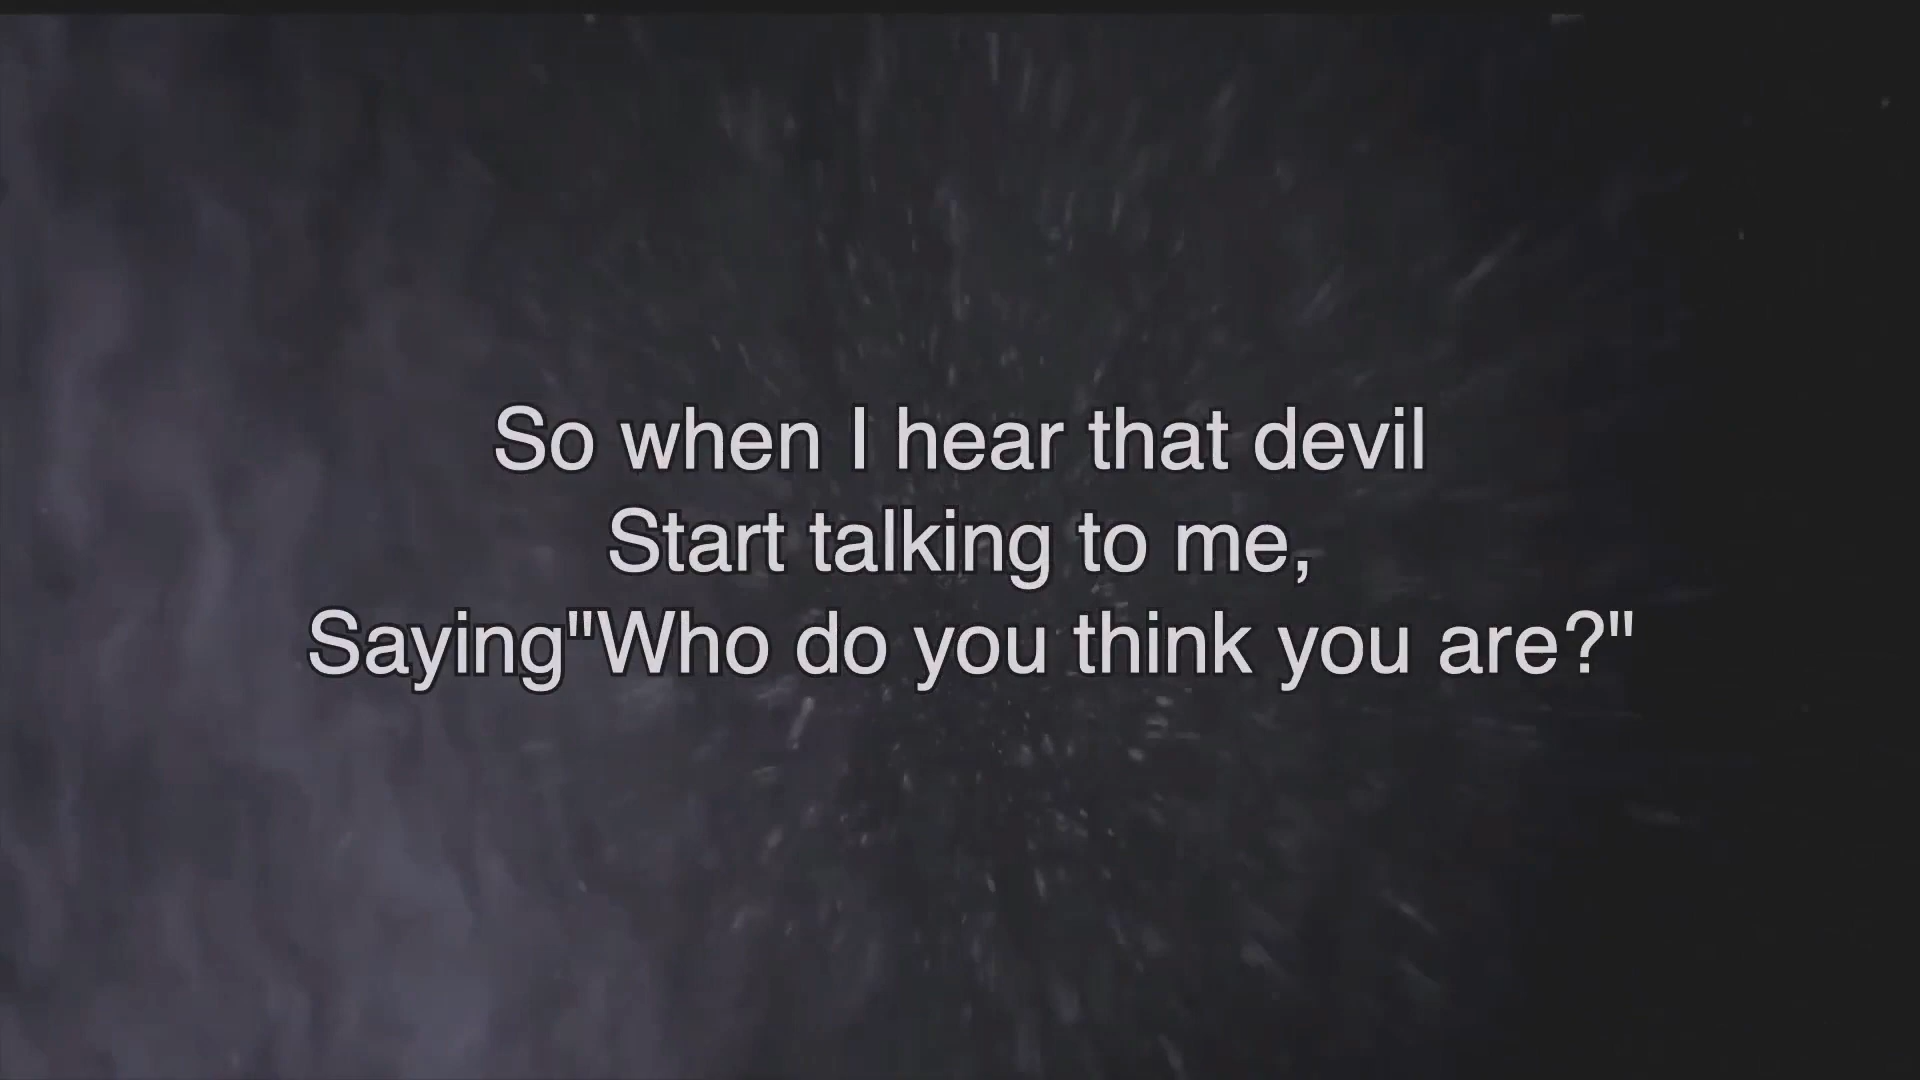 So when I hear that devil
Start talking to me,
Saying"Who do you think you are?"